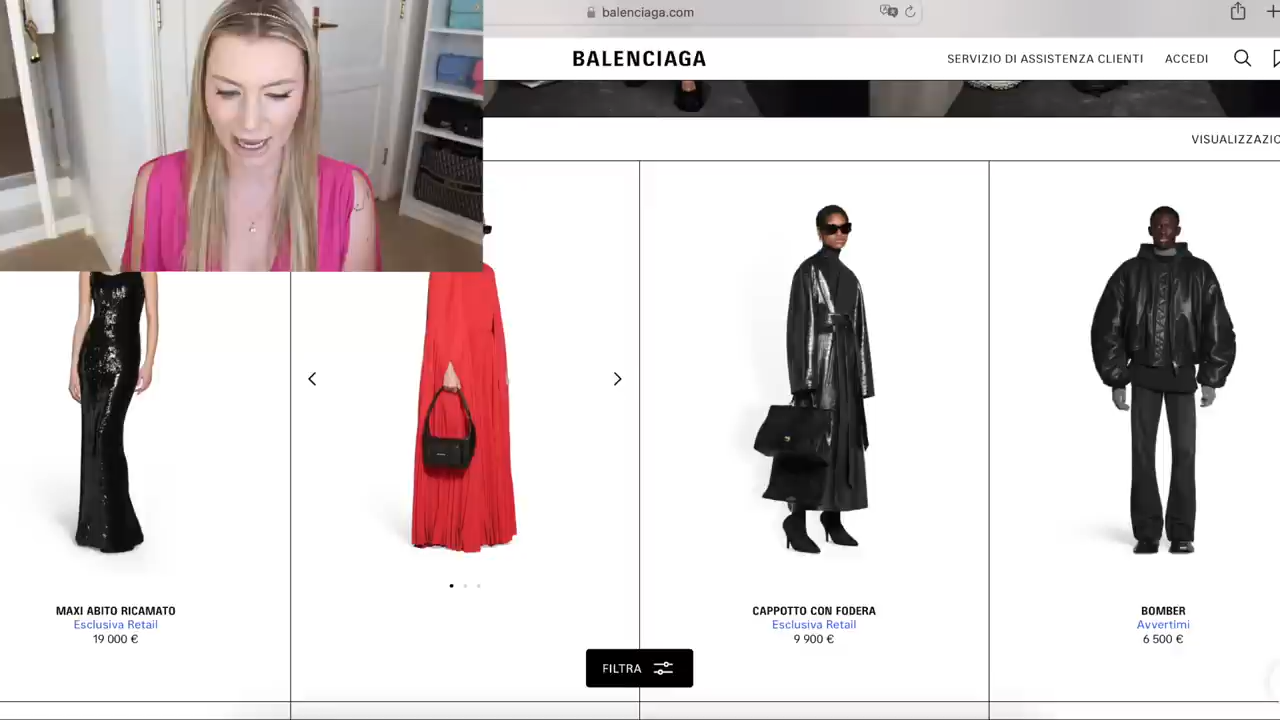 balenciaga.com
BALENCIAGA
SERVIZIO DI ASSISTENZA CLIENTI
ACCEDI
VISUALIZZAZIO
MAXI ABITO RICAMATO
Esclusiva Retail
19 000 €
CAPPOTTO CON FODERA
Esclusiva Retail
9 900 €
BOMBER
Avvertimi
6 500 €
FILTRA